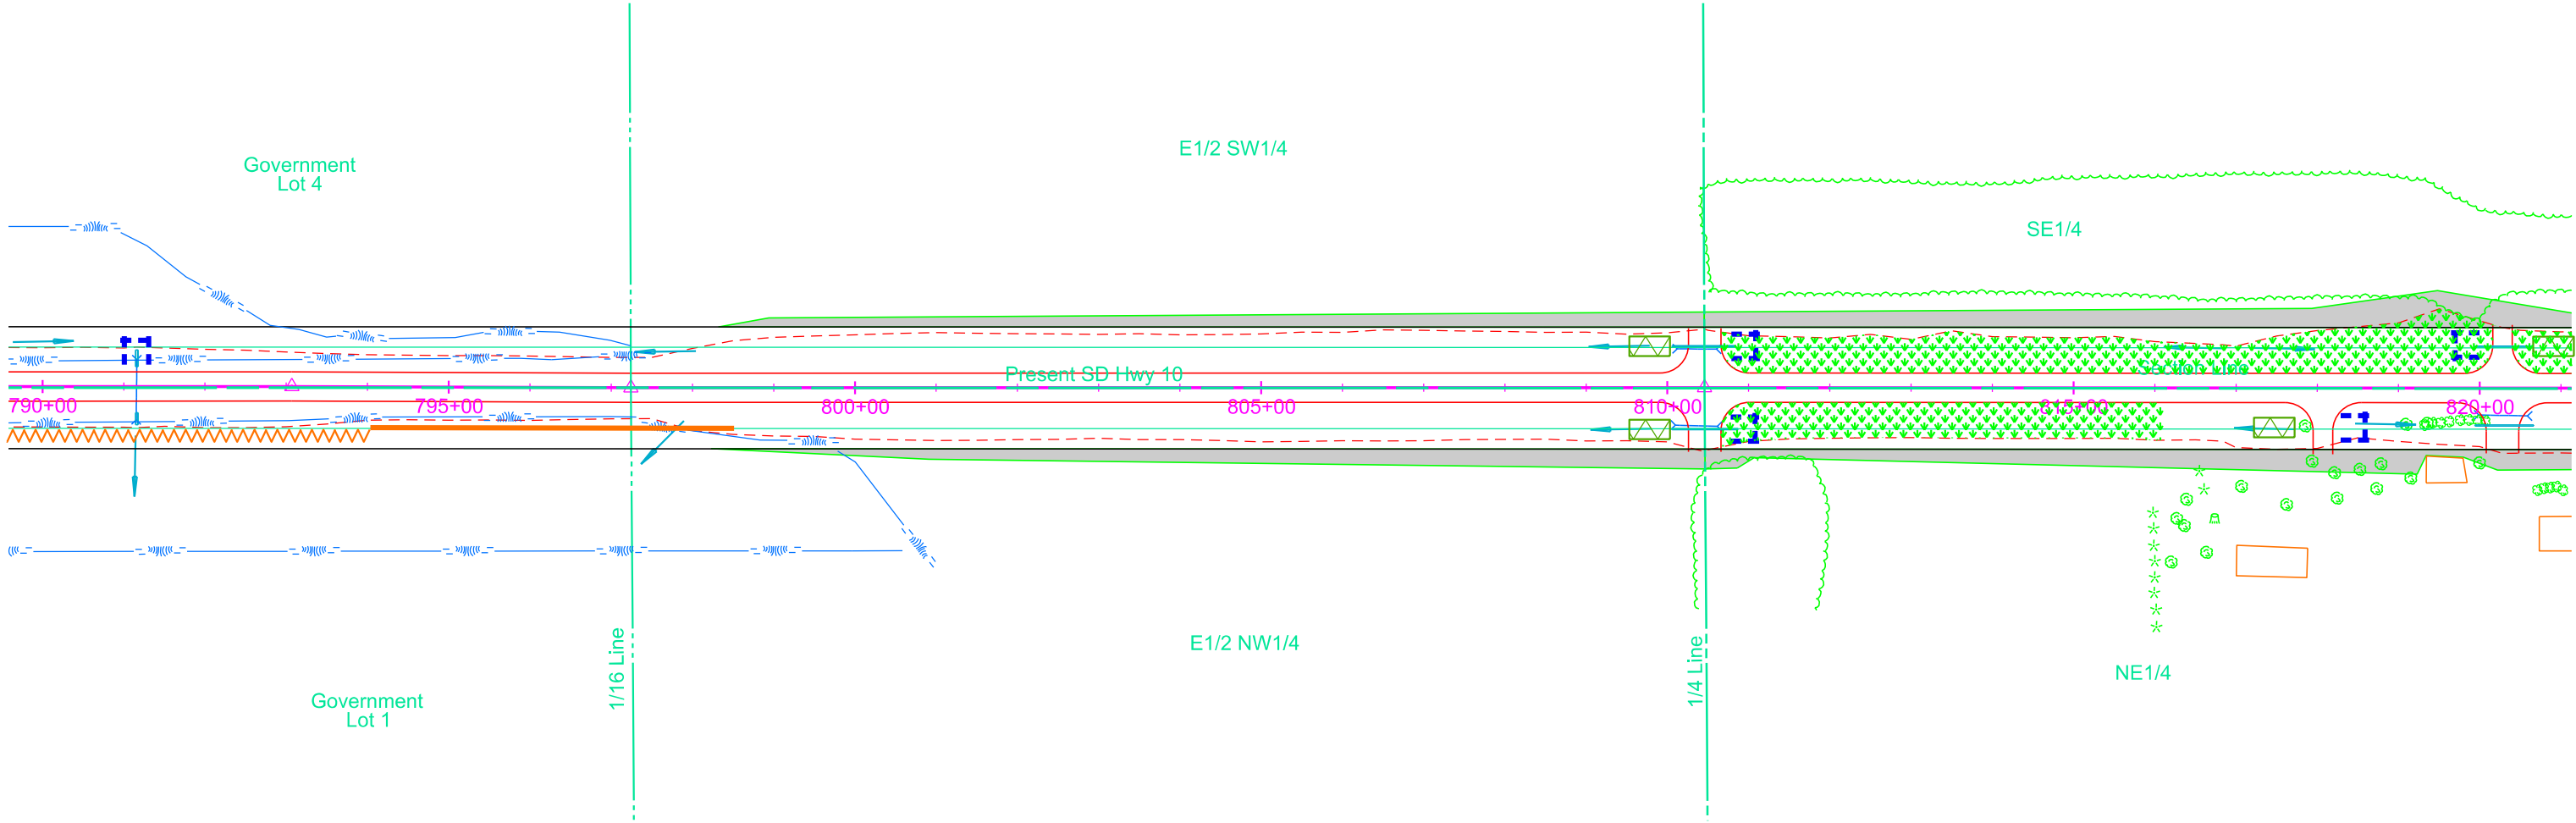 E1/2 SW1/4
Government
Lot 4
SE1/4
Present SD Hwy 10
Section Line
790+00
795+00
800+00
805+00
810+00
815+00
820+00
E1/2 NW1/4
1/16 Line
1/4 Line
NE1/4
Government
Lot 1